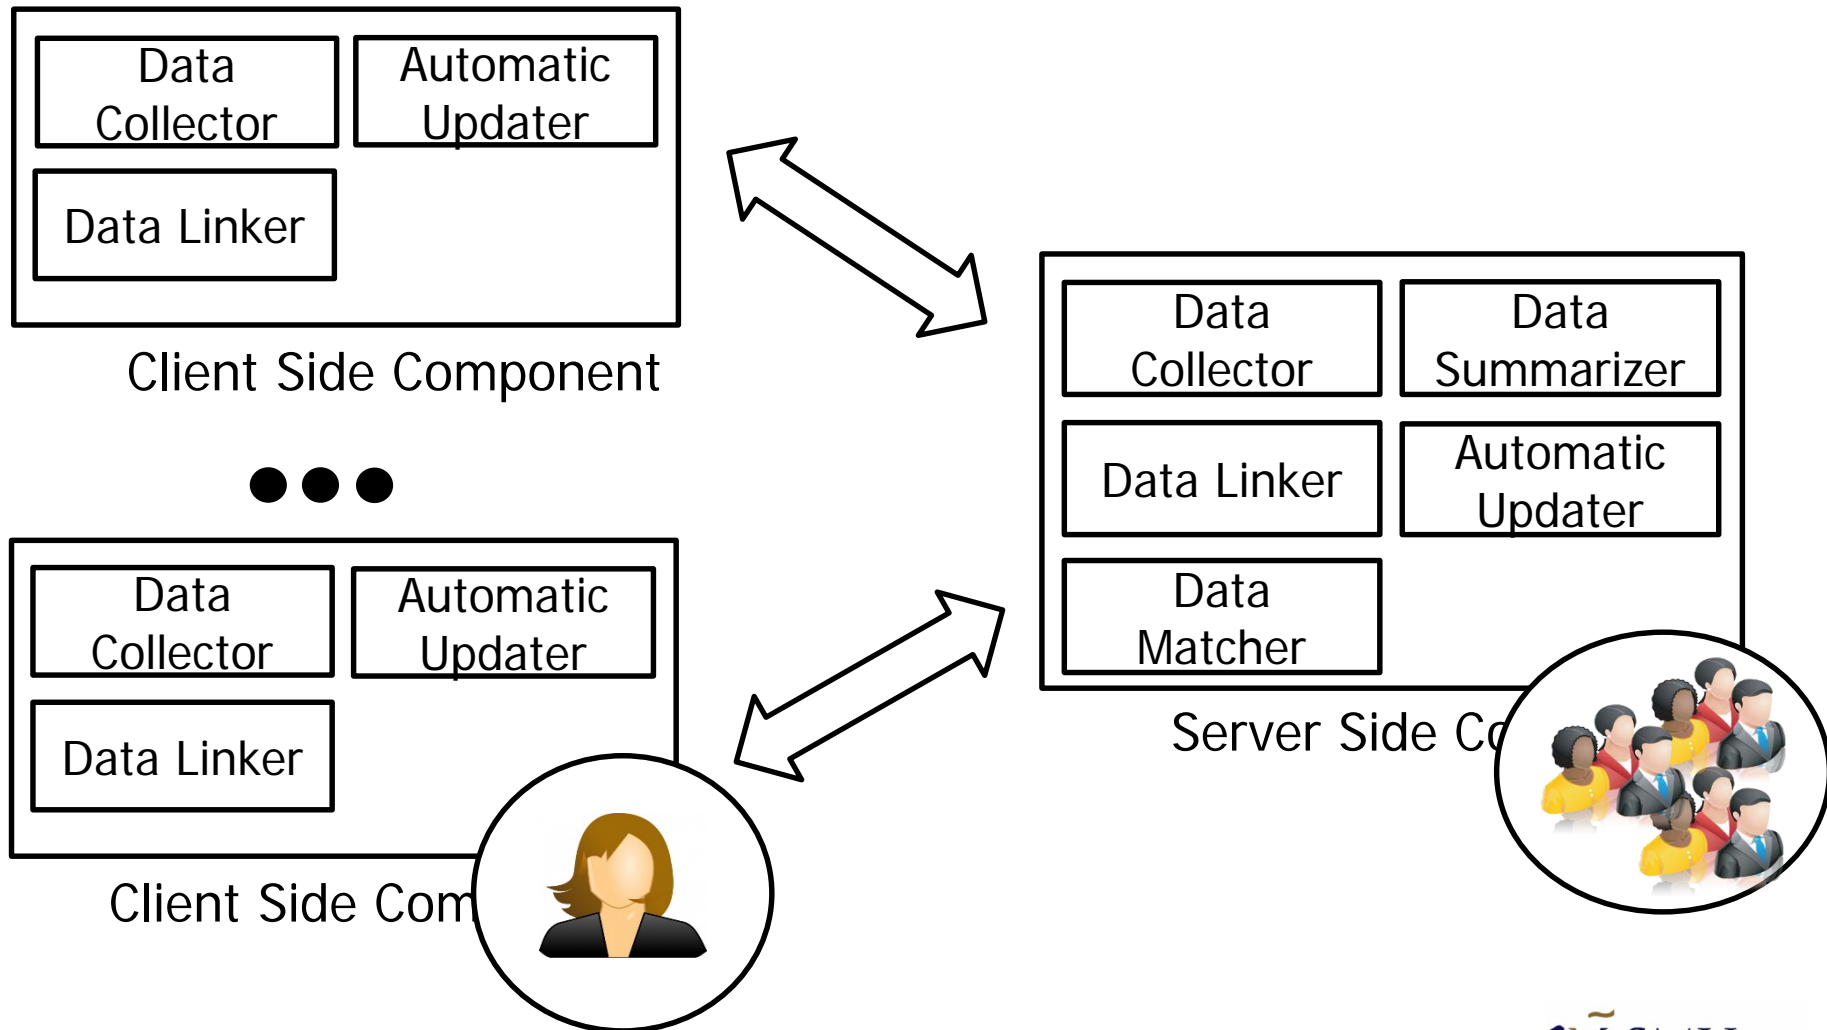 Data
Collector
Automatic
Updater
Data Linker
Client Side Component
Data
Collector
Automatic
Updater
Data Linker
Client Side Com
Data
Collector
Data
Summarizer
Data Linker
Automatic
Updater
Data
Matcher
Server Side Co